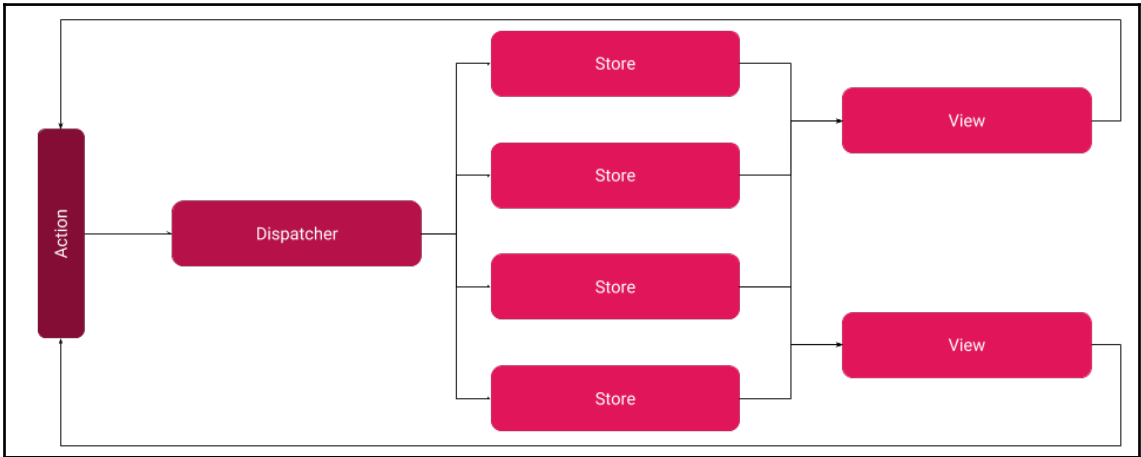 Action
Dispatcher
Store
Store
Store
Store
View
View